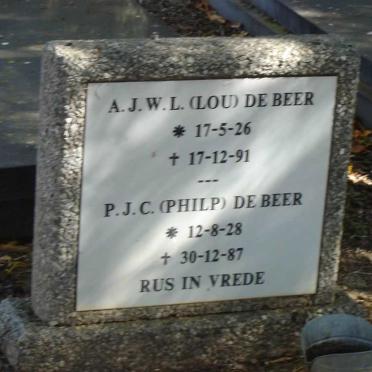 A. J. W. L. (LOU) DE BEER
* 17-5-26
† 17-12-91
---
P. J. C. (PHILP) DE BEER
* 12-8-28
† 30-12-87
RUS IN VREDE